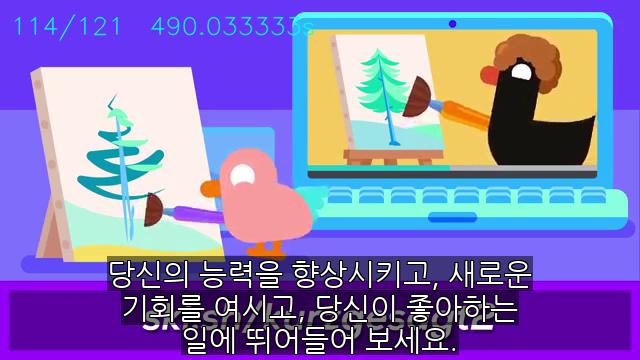 114/121 490.033333s
당신의 능력을 향상시키고, 새로운
기회를 여시고, 당신이 좋아하는
일에 뛰어들어 보세요.